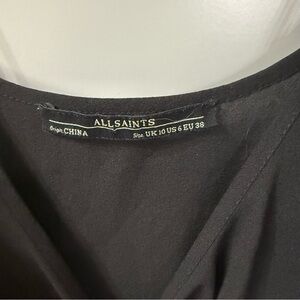 ALLSAINTS
Origin CHINA Size UK 10 US 6 EU 38